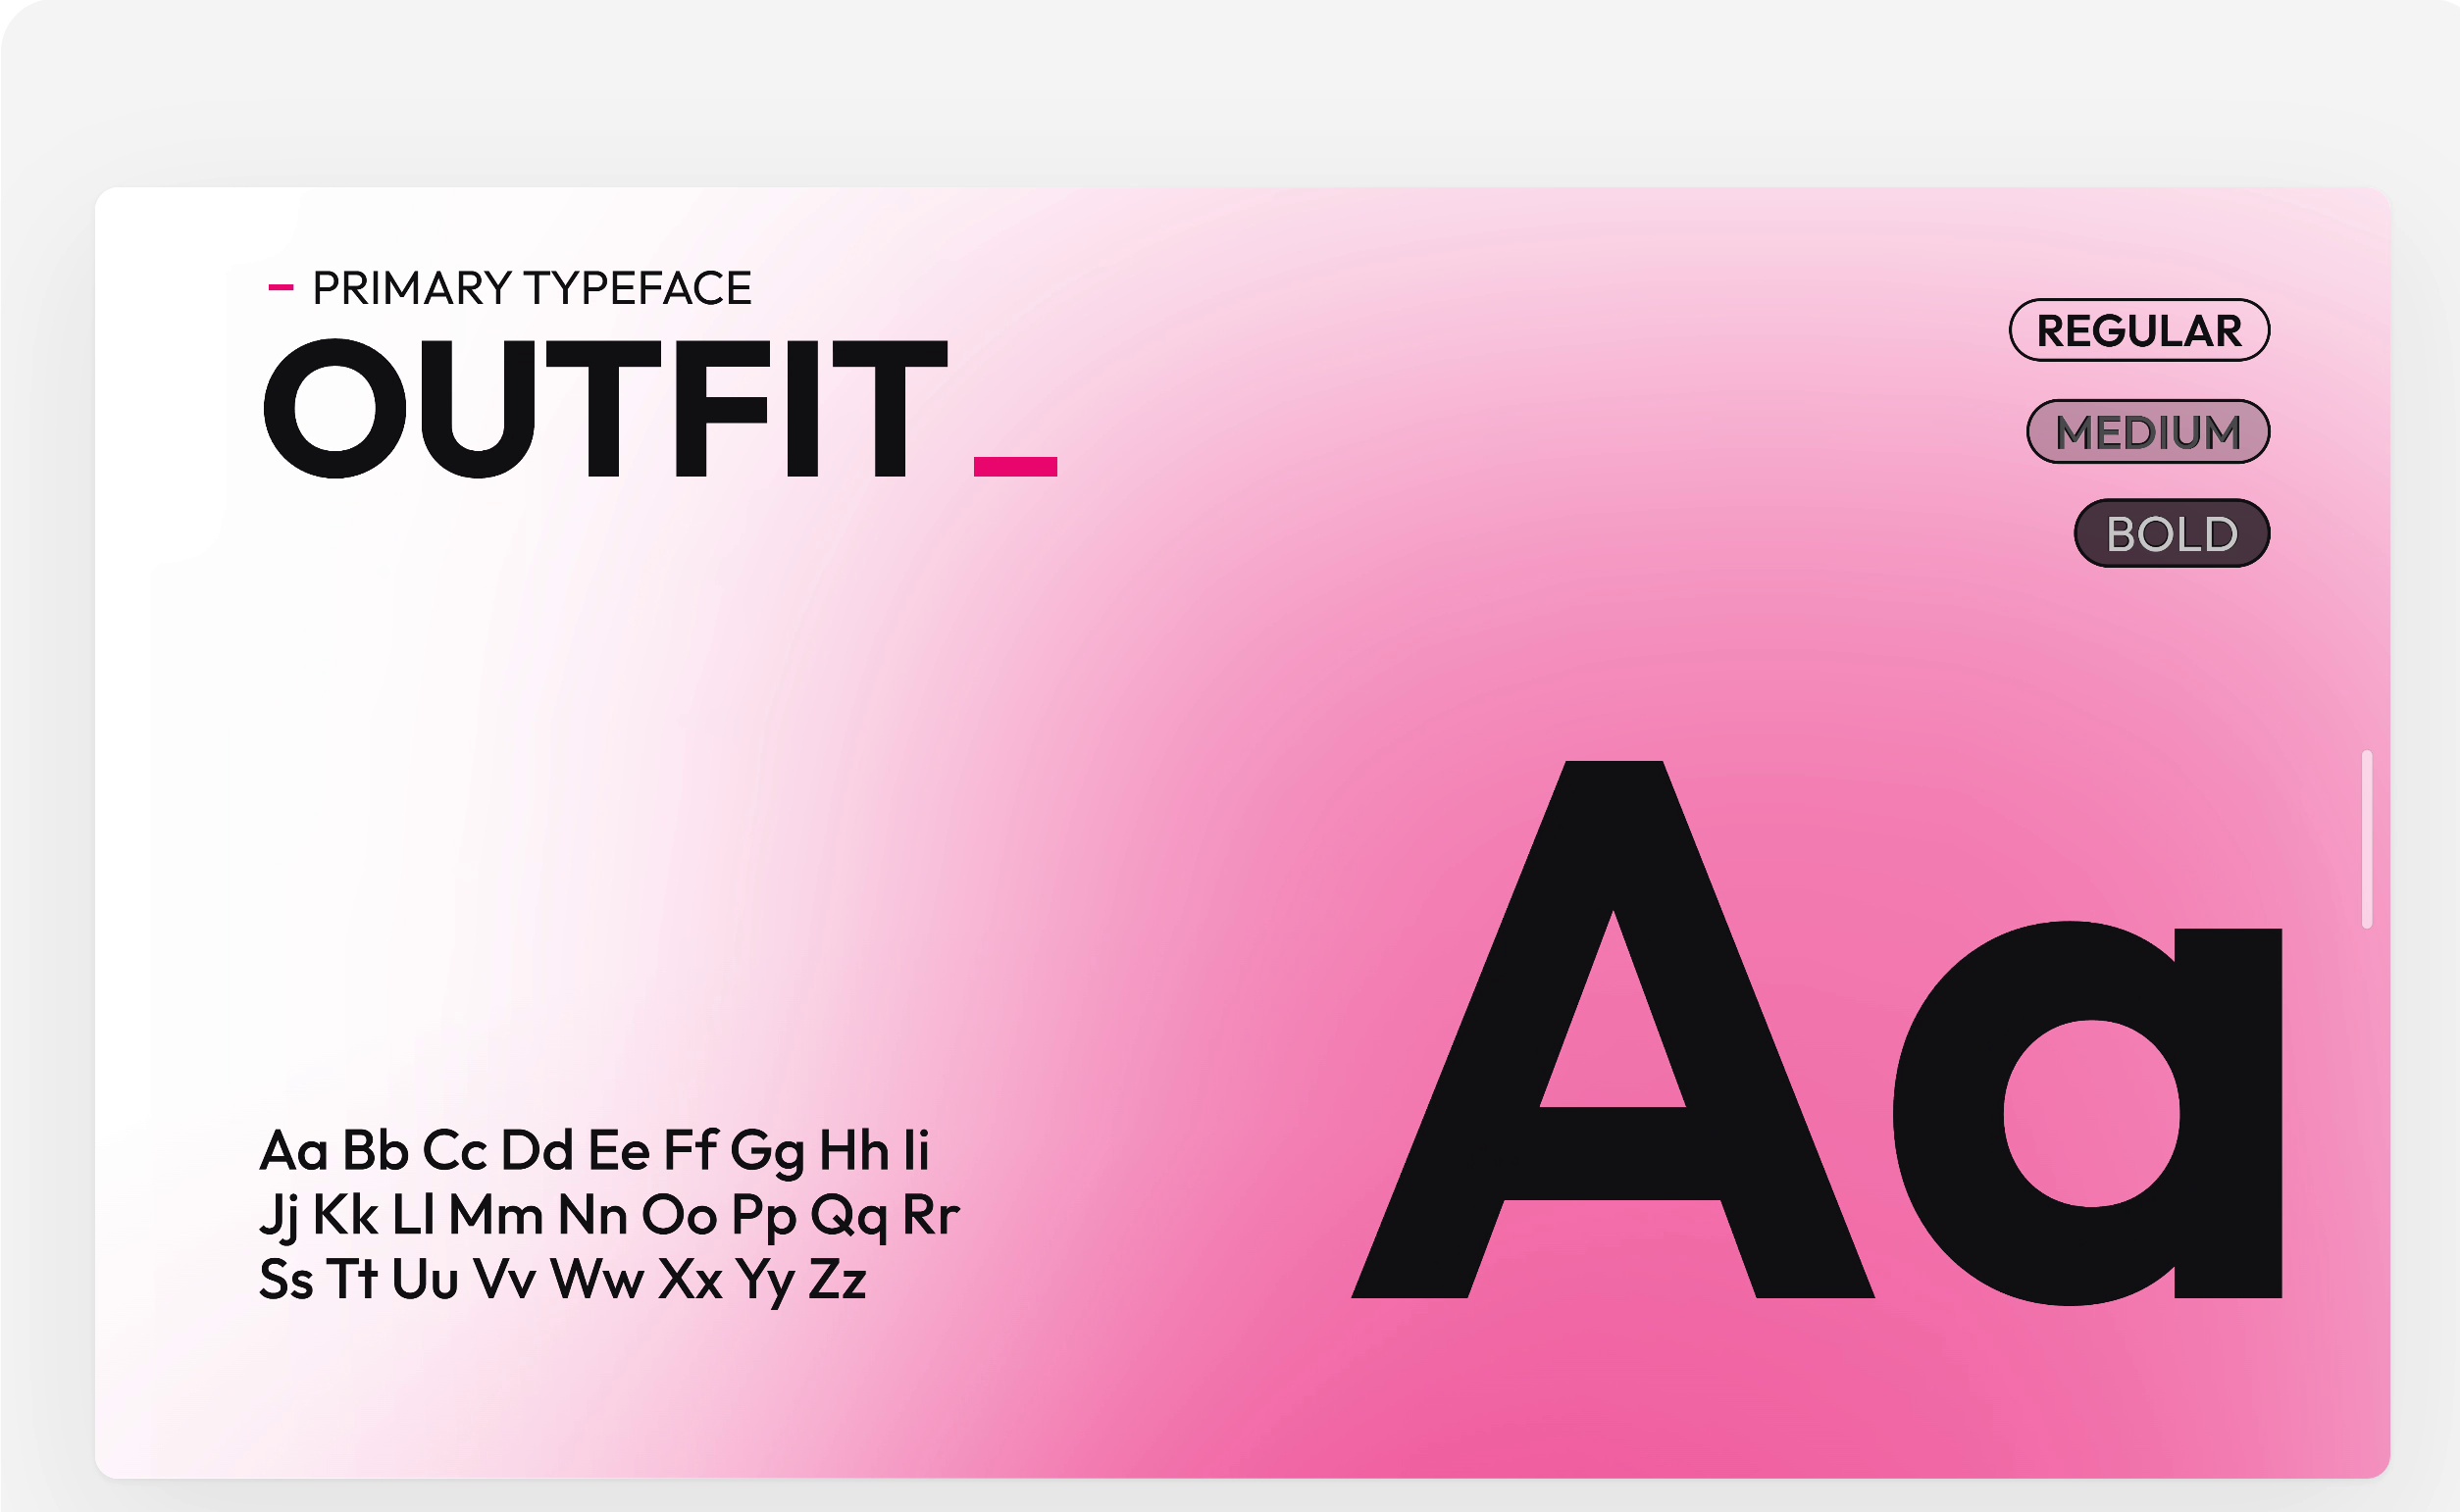 PRIMARY TYPEFACE
OUTFIT_
REGULAR
MEDIUM
BOLD
Aa
Aa Bb Cc Dd Ee Ff Gg Hh Ii
Jj Kk Ll Mm Nn Oo Pp Qq Rr
Ss Tt Uu Vv Ww Xx Yy Zz